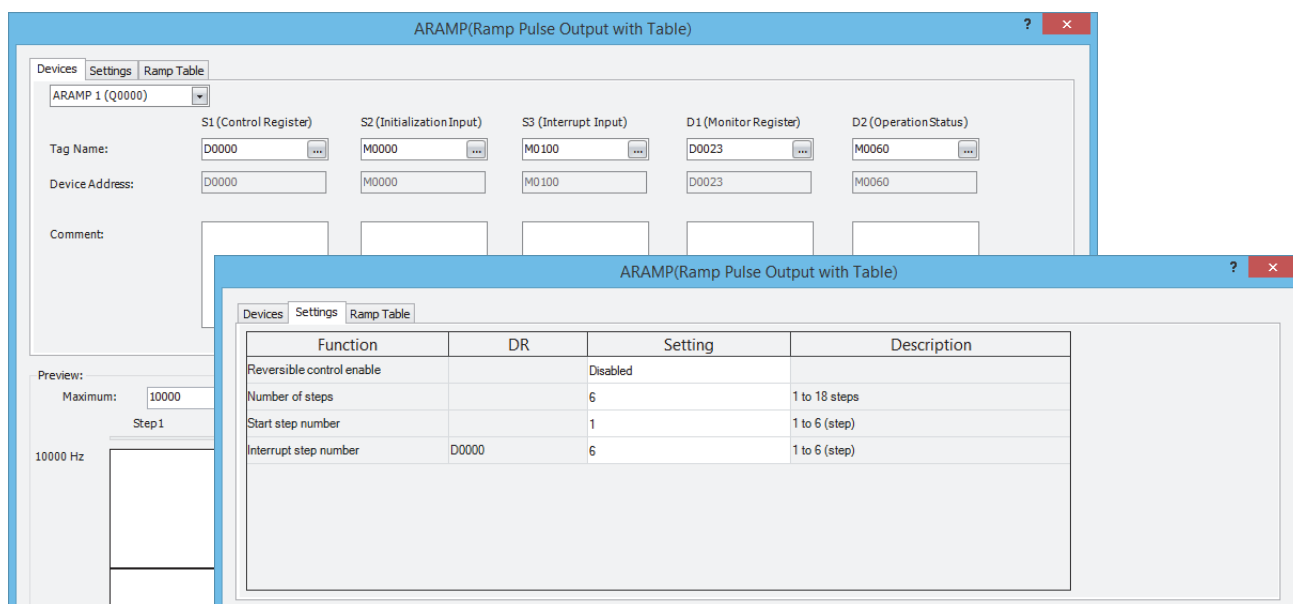 ARAMP(Ramp Pulse Output with Table) ? ×
Devices Settings Ramp Table
ARAMP 1 (Q0000)
S1 (Control Register) S2 (Initialization Input) S3 (Interrupt Input) D1 (Monitor Register) D2 (Operation Status)
Tag Name: D0000 ... M0000 ... M0100 ... D0023 ... M0060 ...
Device Address: D0000 M0000 M0100 D0023 M0060
Comment:
Preview:
Maximum: 10000
Step1
10000 Hz
ARAMP(Ramp Pulse Output with Table) ? ×
Devices Settings Ramp Table
Function DR Setting Description
Reversible control enable Disabled
Number of steps 6 1 to 18 steps
Start step number 1 1 to 6 (step)
Interrupt step number D0000 6 1 to 6 (step)